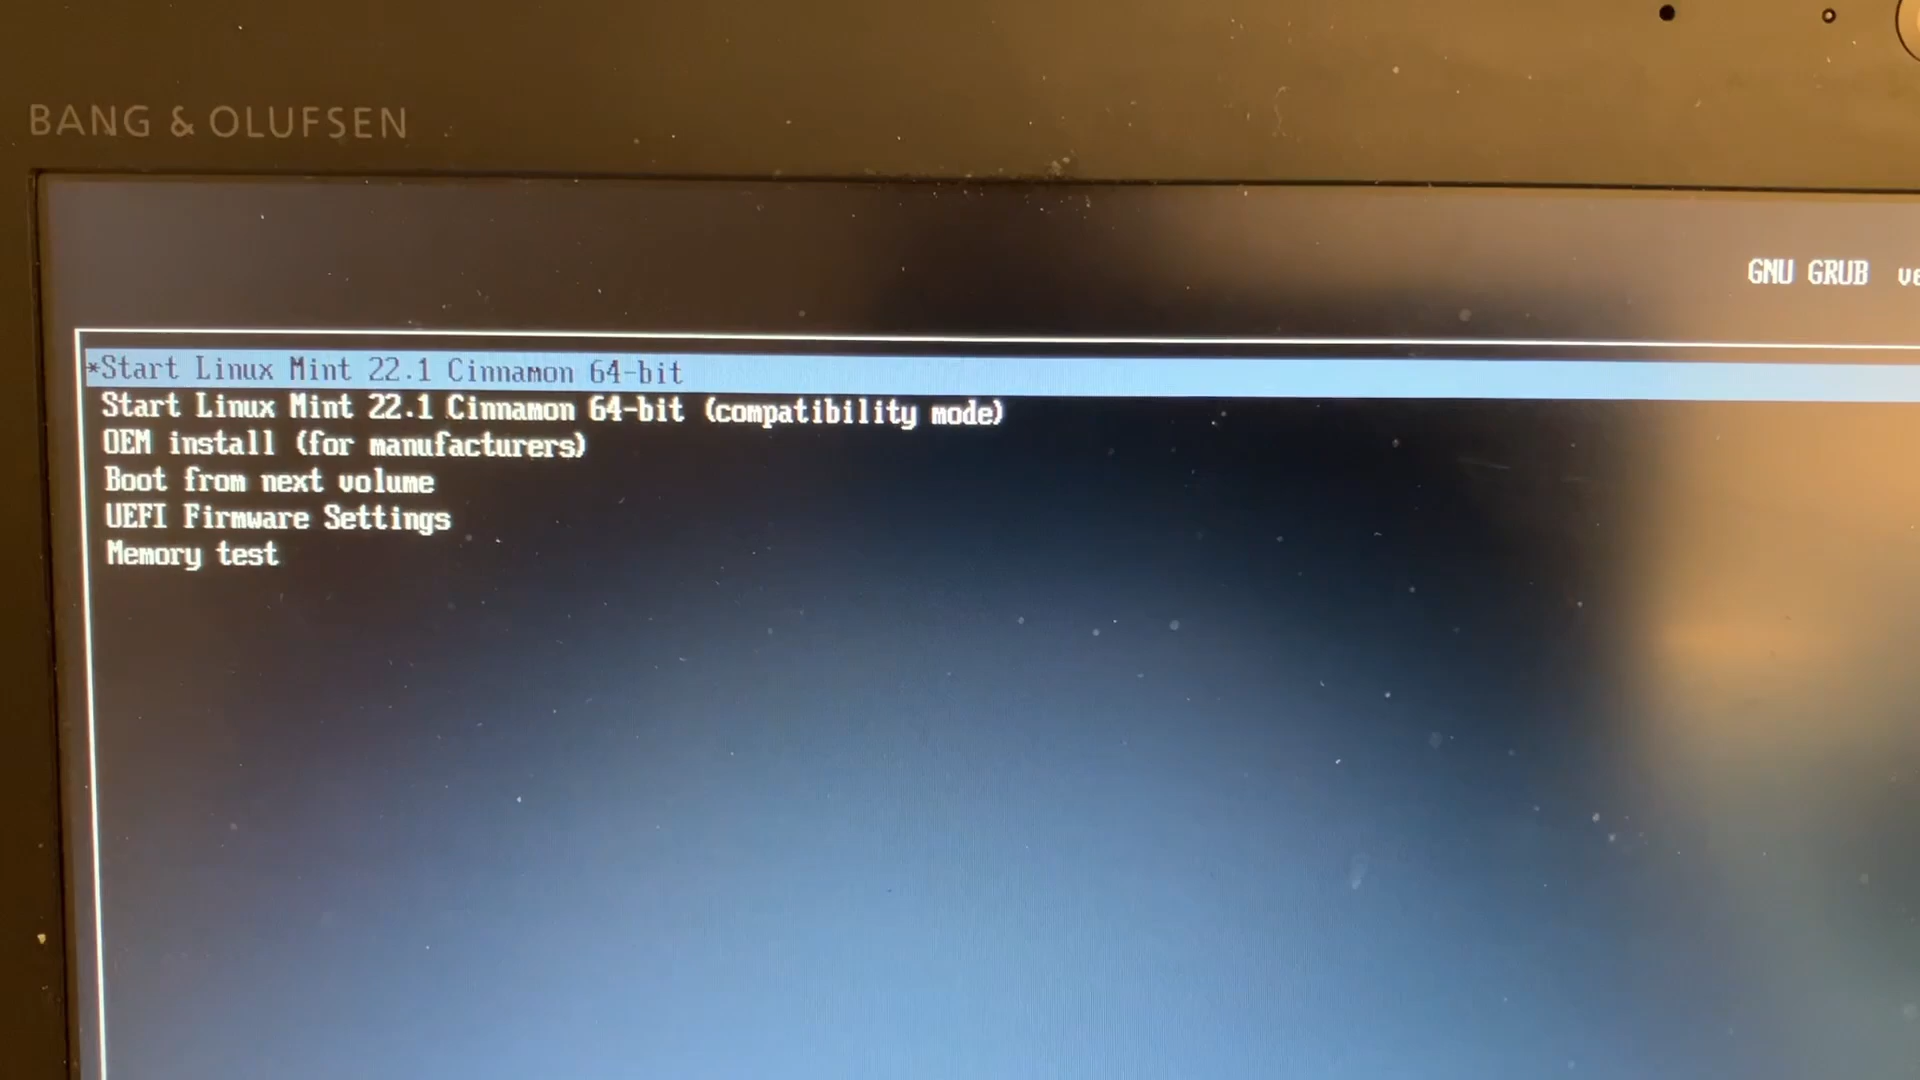 BANG & OLUFSEN
GNU GRUB
*Start Linux Mint 22.1 Cinnamon 64-bit
Start Linux Mint 22.1 Cinnamon 64-bit (compatibility mode)
OEM install (for manufacturers)
Boot from next volume
UEFI Firmware Settings
Memory test